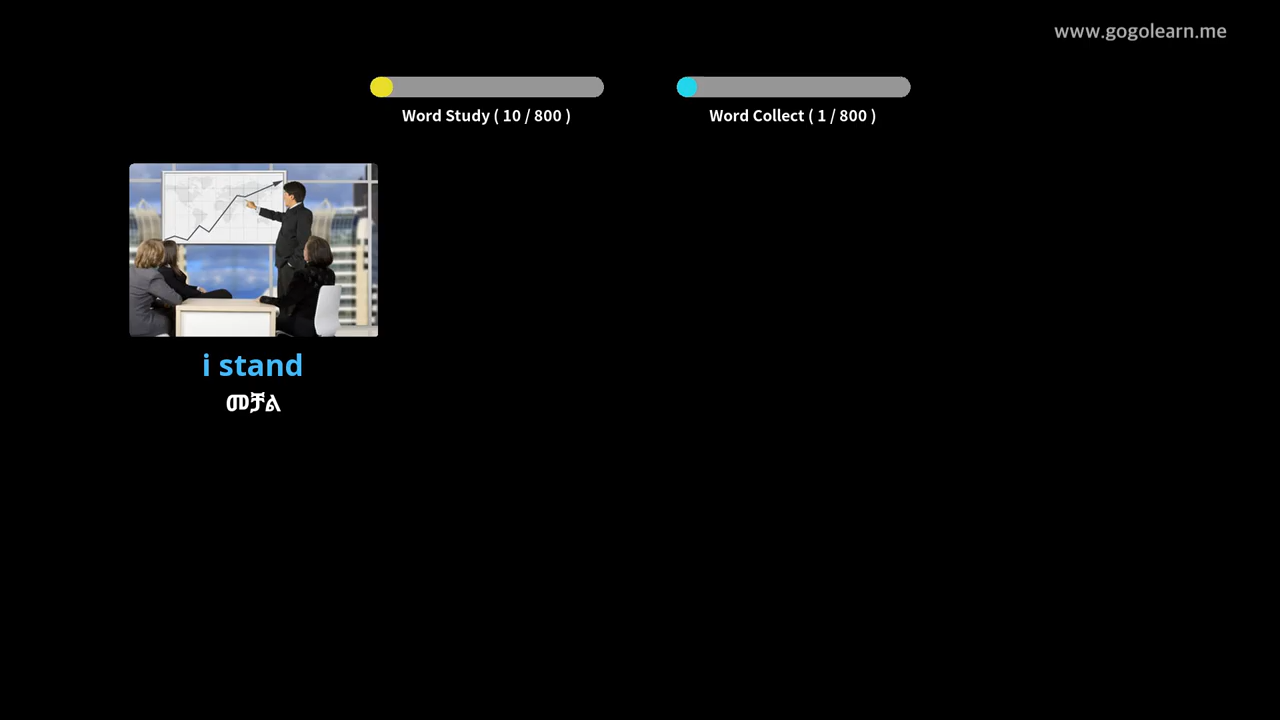 www.gogolearn.me
Word Study ( 10 / 800 )
Word Collect ( 1 / 800 )
i stand
መቻል